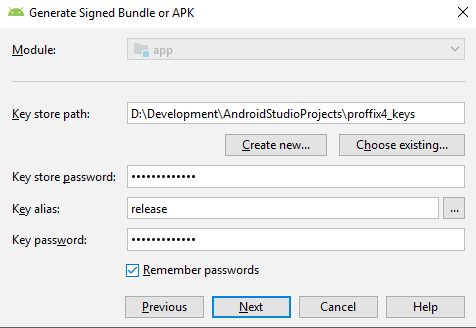 Generate Signed Bundle or APK
Module: app
Key store path: D:\Development\AndroidStudioProjects\proffix4_keys
Create new... Choose existing...
Key store password: •••••••••••••
Key alias: release ...
Key password: •••••••••••••
Remember passwords
Previous Next Cancel Help